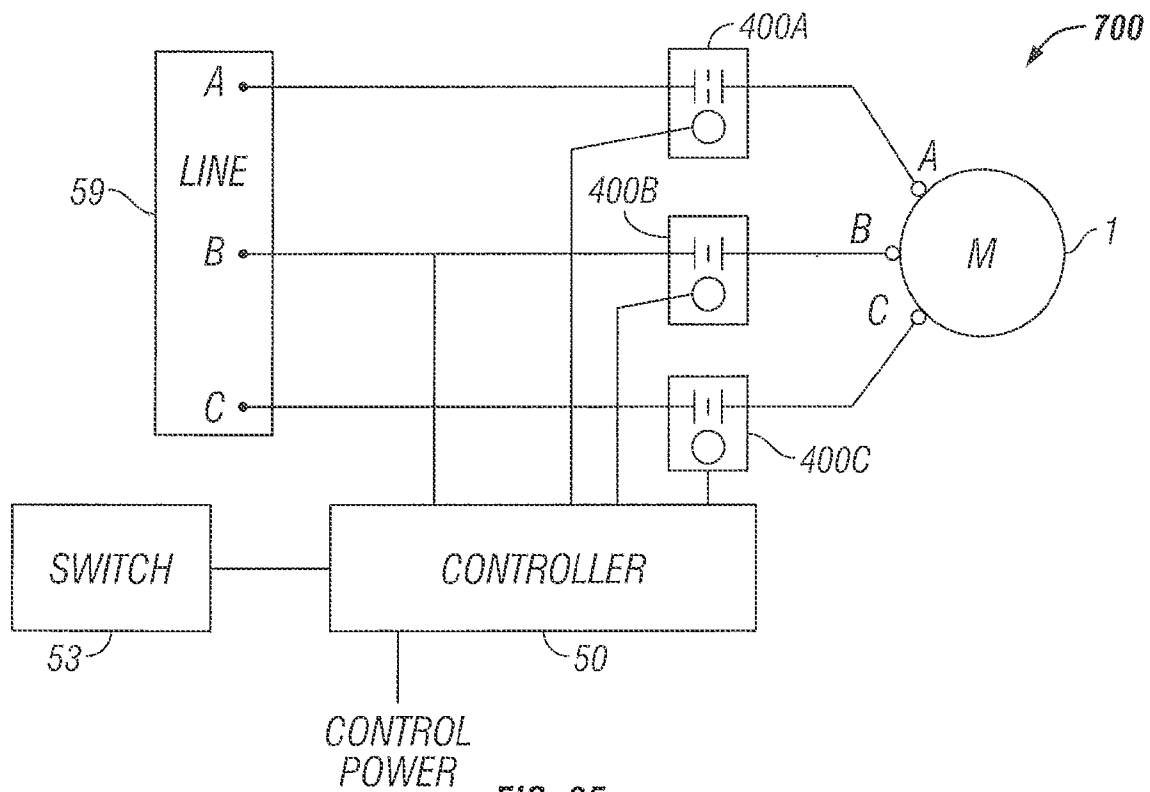 400A
700
A
LINE
59
400B
A
B
B
M
1
C
C
400C
SWITCH
CONTROLLER
53
50
CONTROL
POWER